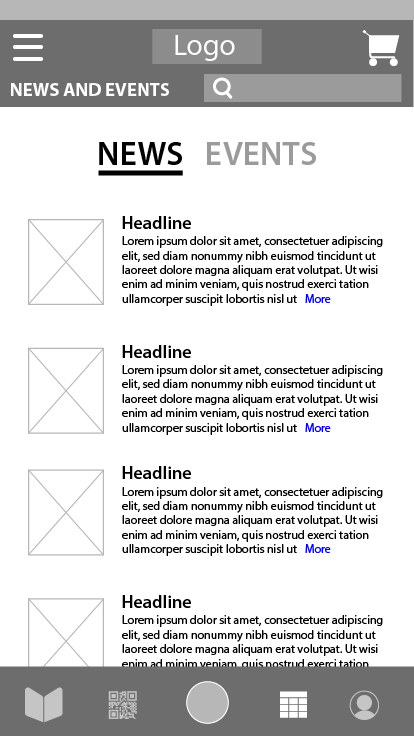 Logo
NEWS AND EVENTS
NEWS EVENTS
Headline
Lorem ipsum dolor sit amet, consectetuer adipiscing
elit, sed diam nonummy nibh euismod tincidunt ut
laoreet dolore magna aliquam erat volutpat. Ut wisi
enim ad minim veniam, quis nostrud exerci tation
ullamcorper suscipit lobortis nisl ut More
Headline
Lorem ipsum dolor sit amet, consectetuer adipiscing
elit, sed diam nonummy nibh euismod tincidunt ut
laoreet dolore magna aliquam erat volutpat. Ut wisi
enim ad minim veniam, quis nostrud exerci tation
ullamcorper suscipit lobortis nisl ut More
Headline
Lorem ipsum dolor sit amet, consectetuer adipiscing
elit, sed diam nonummy nibh euismod tincidunt ut
laoreet dolore magna aliquam erat volutpat. Ut wisi
enim ad minim veniam, quis nostrud exerci tation
ullamcorper suscipit lobortis nisl ut More
Headline
Lorem ipsum dolor sit amet, consectetuer adipiscing
elit, sed diam nonummy nibh euismod tincidunt ut
laoreet dolore magna aliquam erat volutpat. Ut wisi
enim ad minim veniam, quis nostrud exerci tation